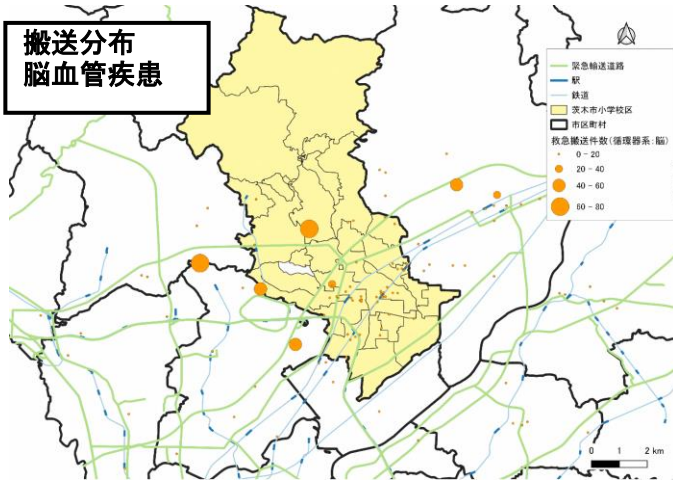 搬送分布
脳血管疾患
緊急輸送道路
駅
鉄道
茨木市小学校区
市区町村
救急搬送件数(循環器系:脳)
0 - 20
20 - 40
40 - 60
60 - 80
0 1 2 km